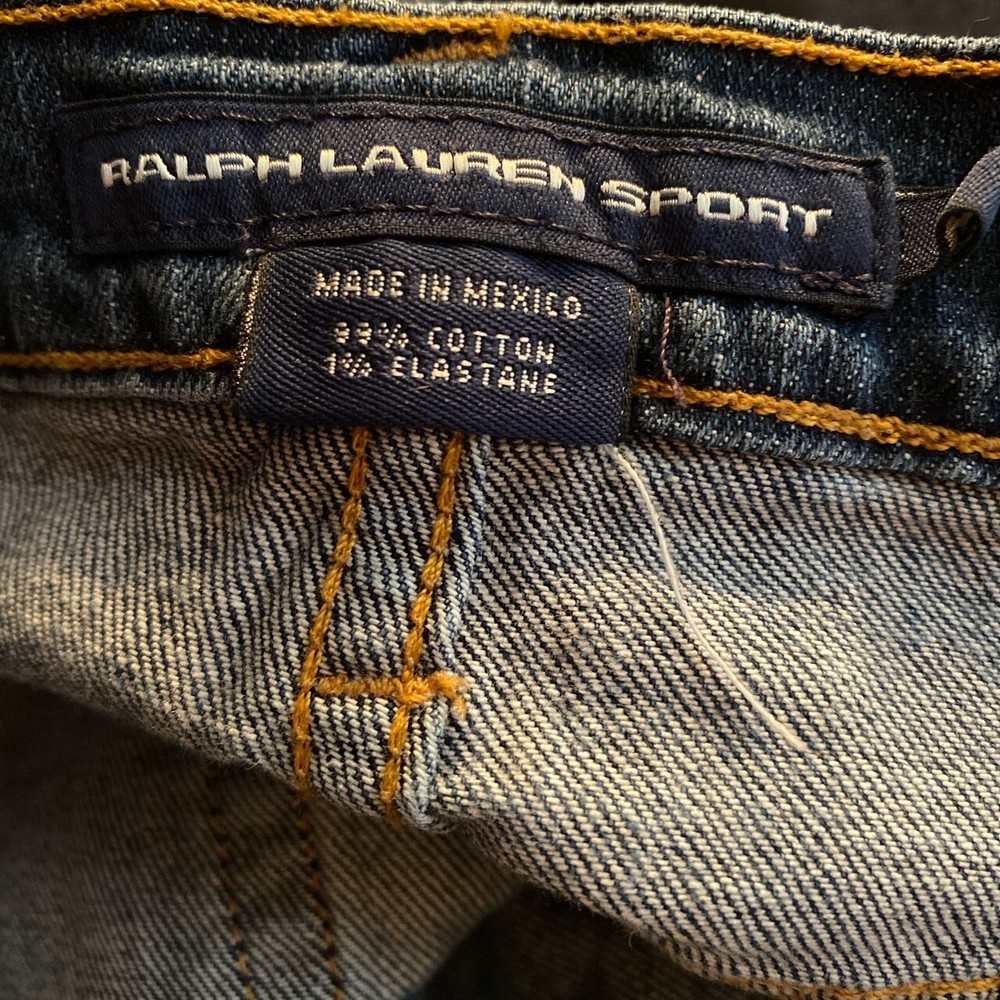 RALPH LAUREN SPORT
MADE IN MEXICO
99% COTTON
1% ELASTANE